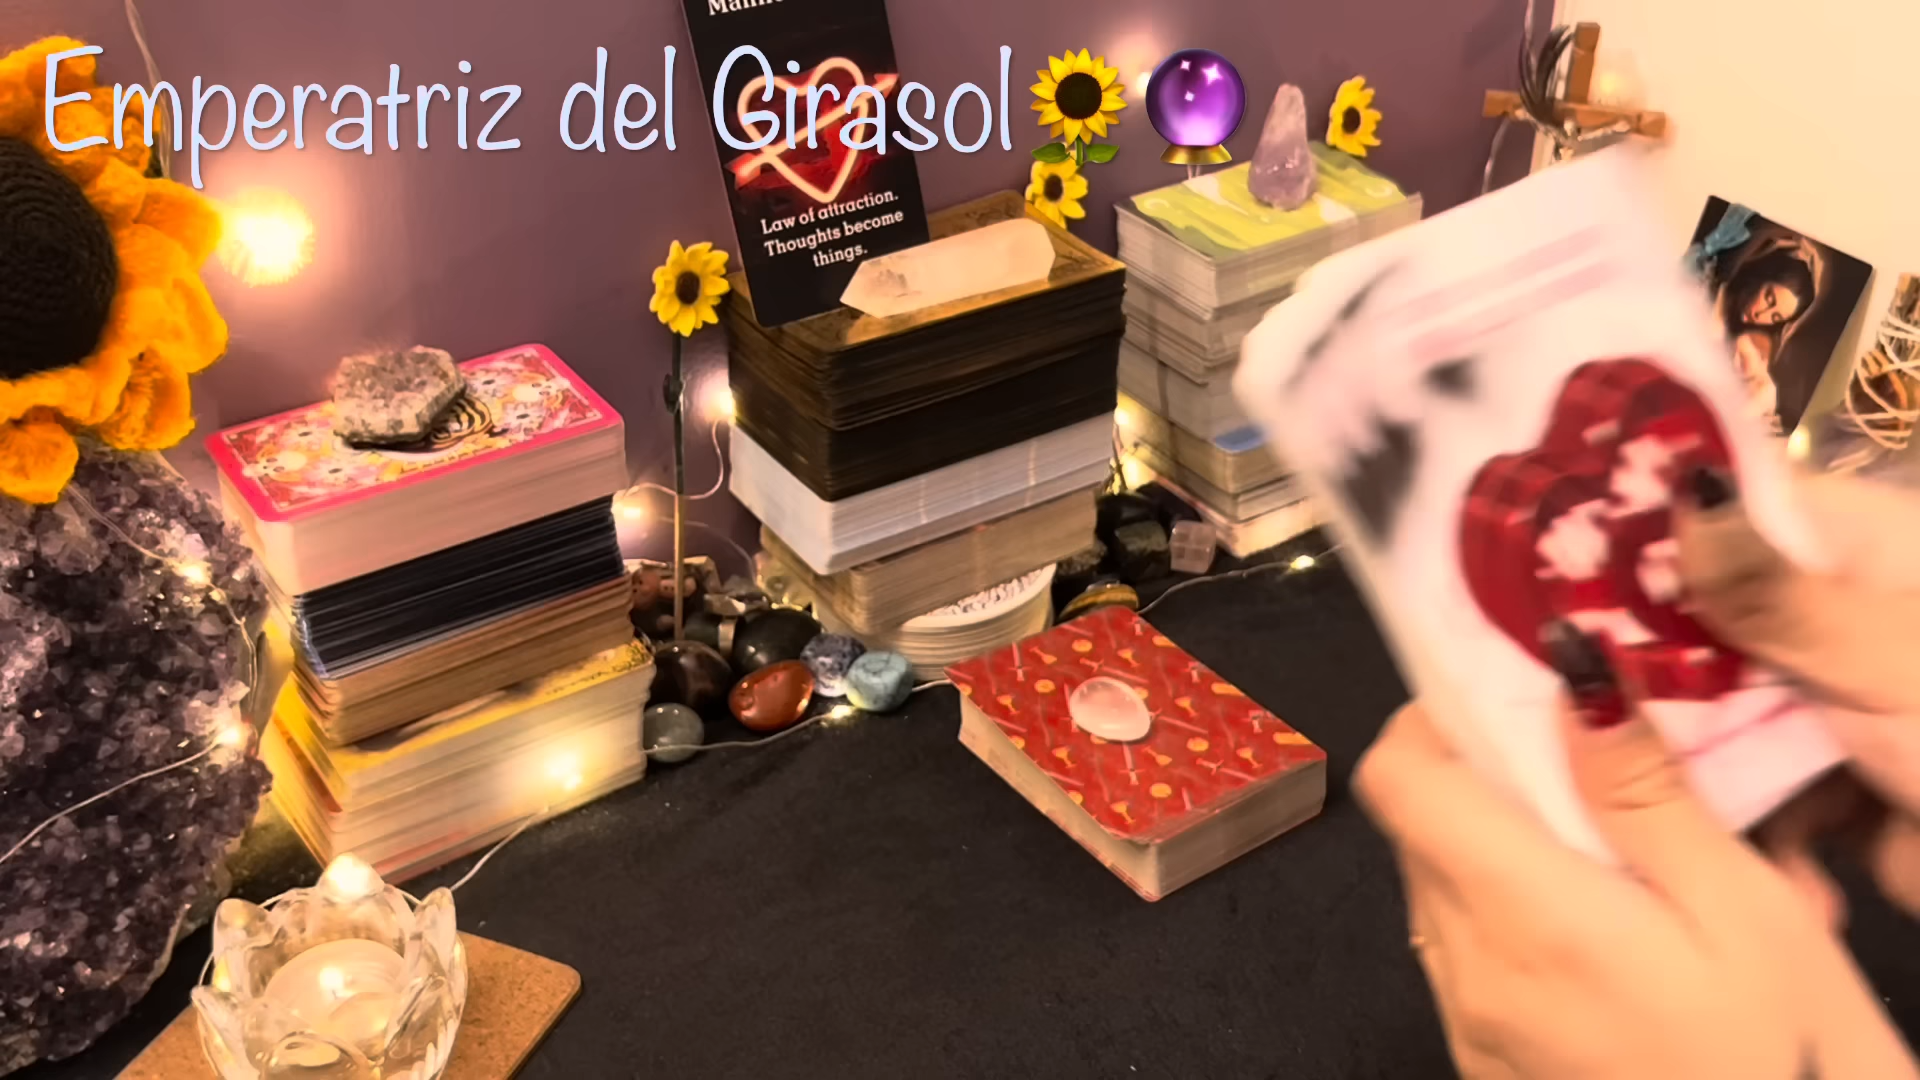 Emperatriz del Girasol
Law of attraction.
Thoughts become
things.